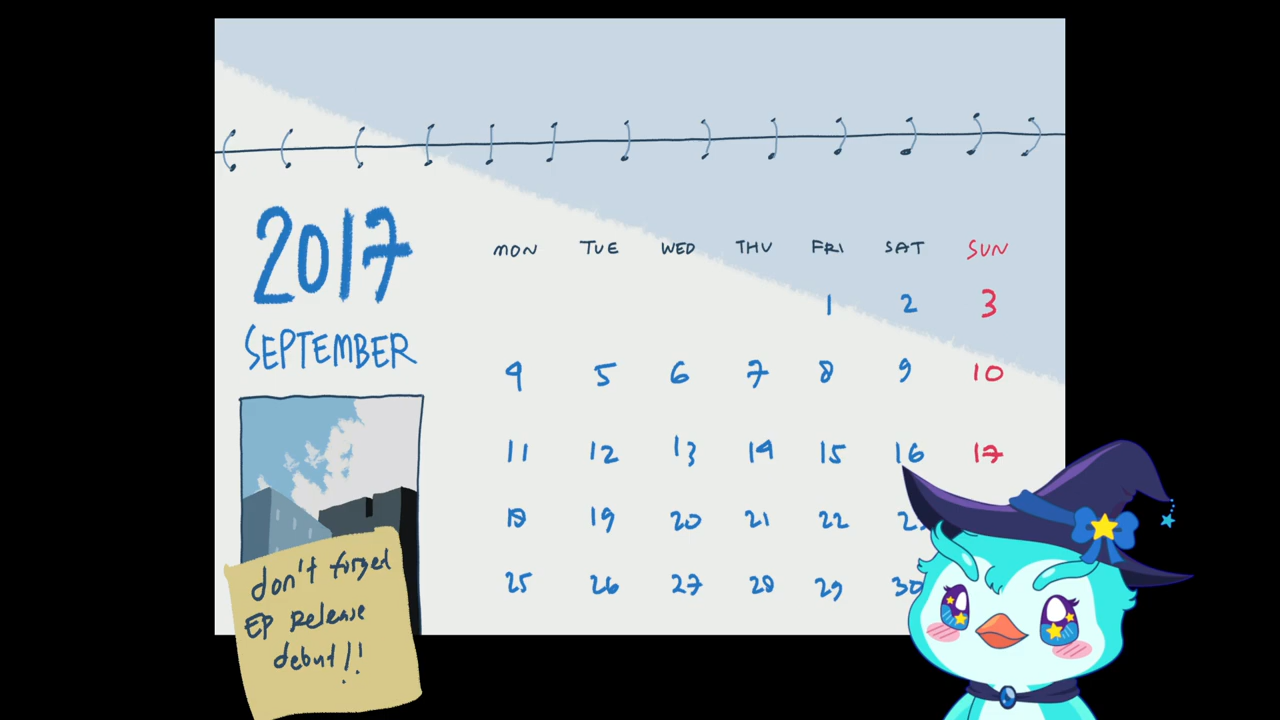 2017
SEPTEMBER
MON TUE WED THU FRI SAT SUN
1 2 3
4 5 6 7 8 9 10
11 12 13 14 15 16 17
18 19 20 21 22
25 26 27 28 29 30
don't forged
EP Release
debut!!